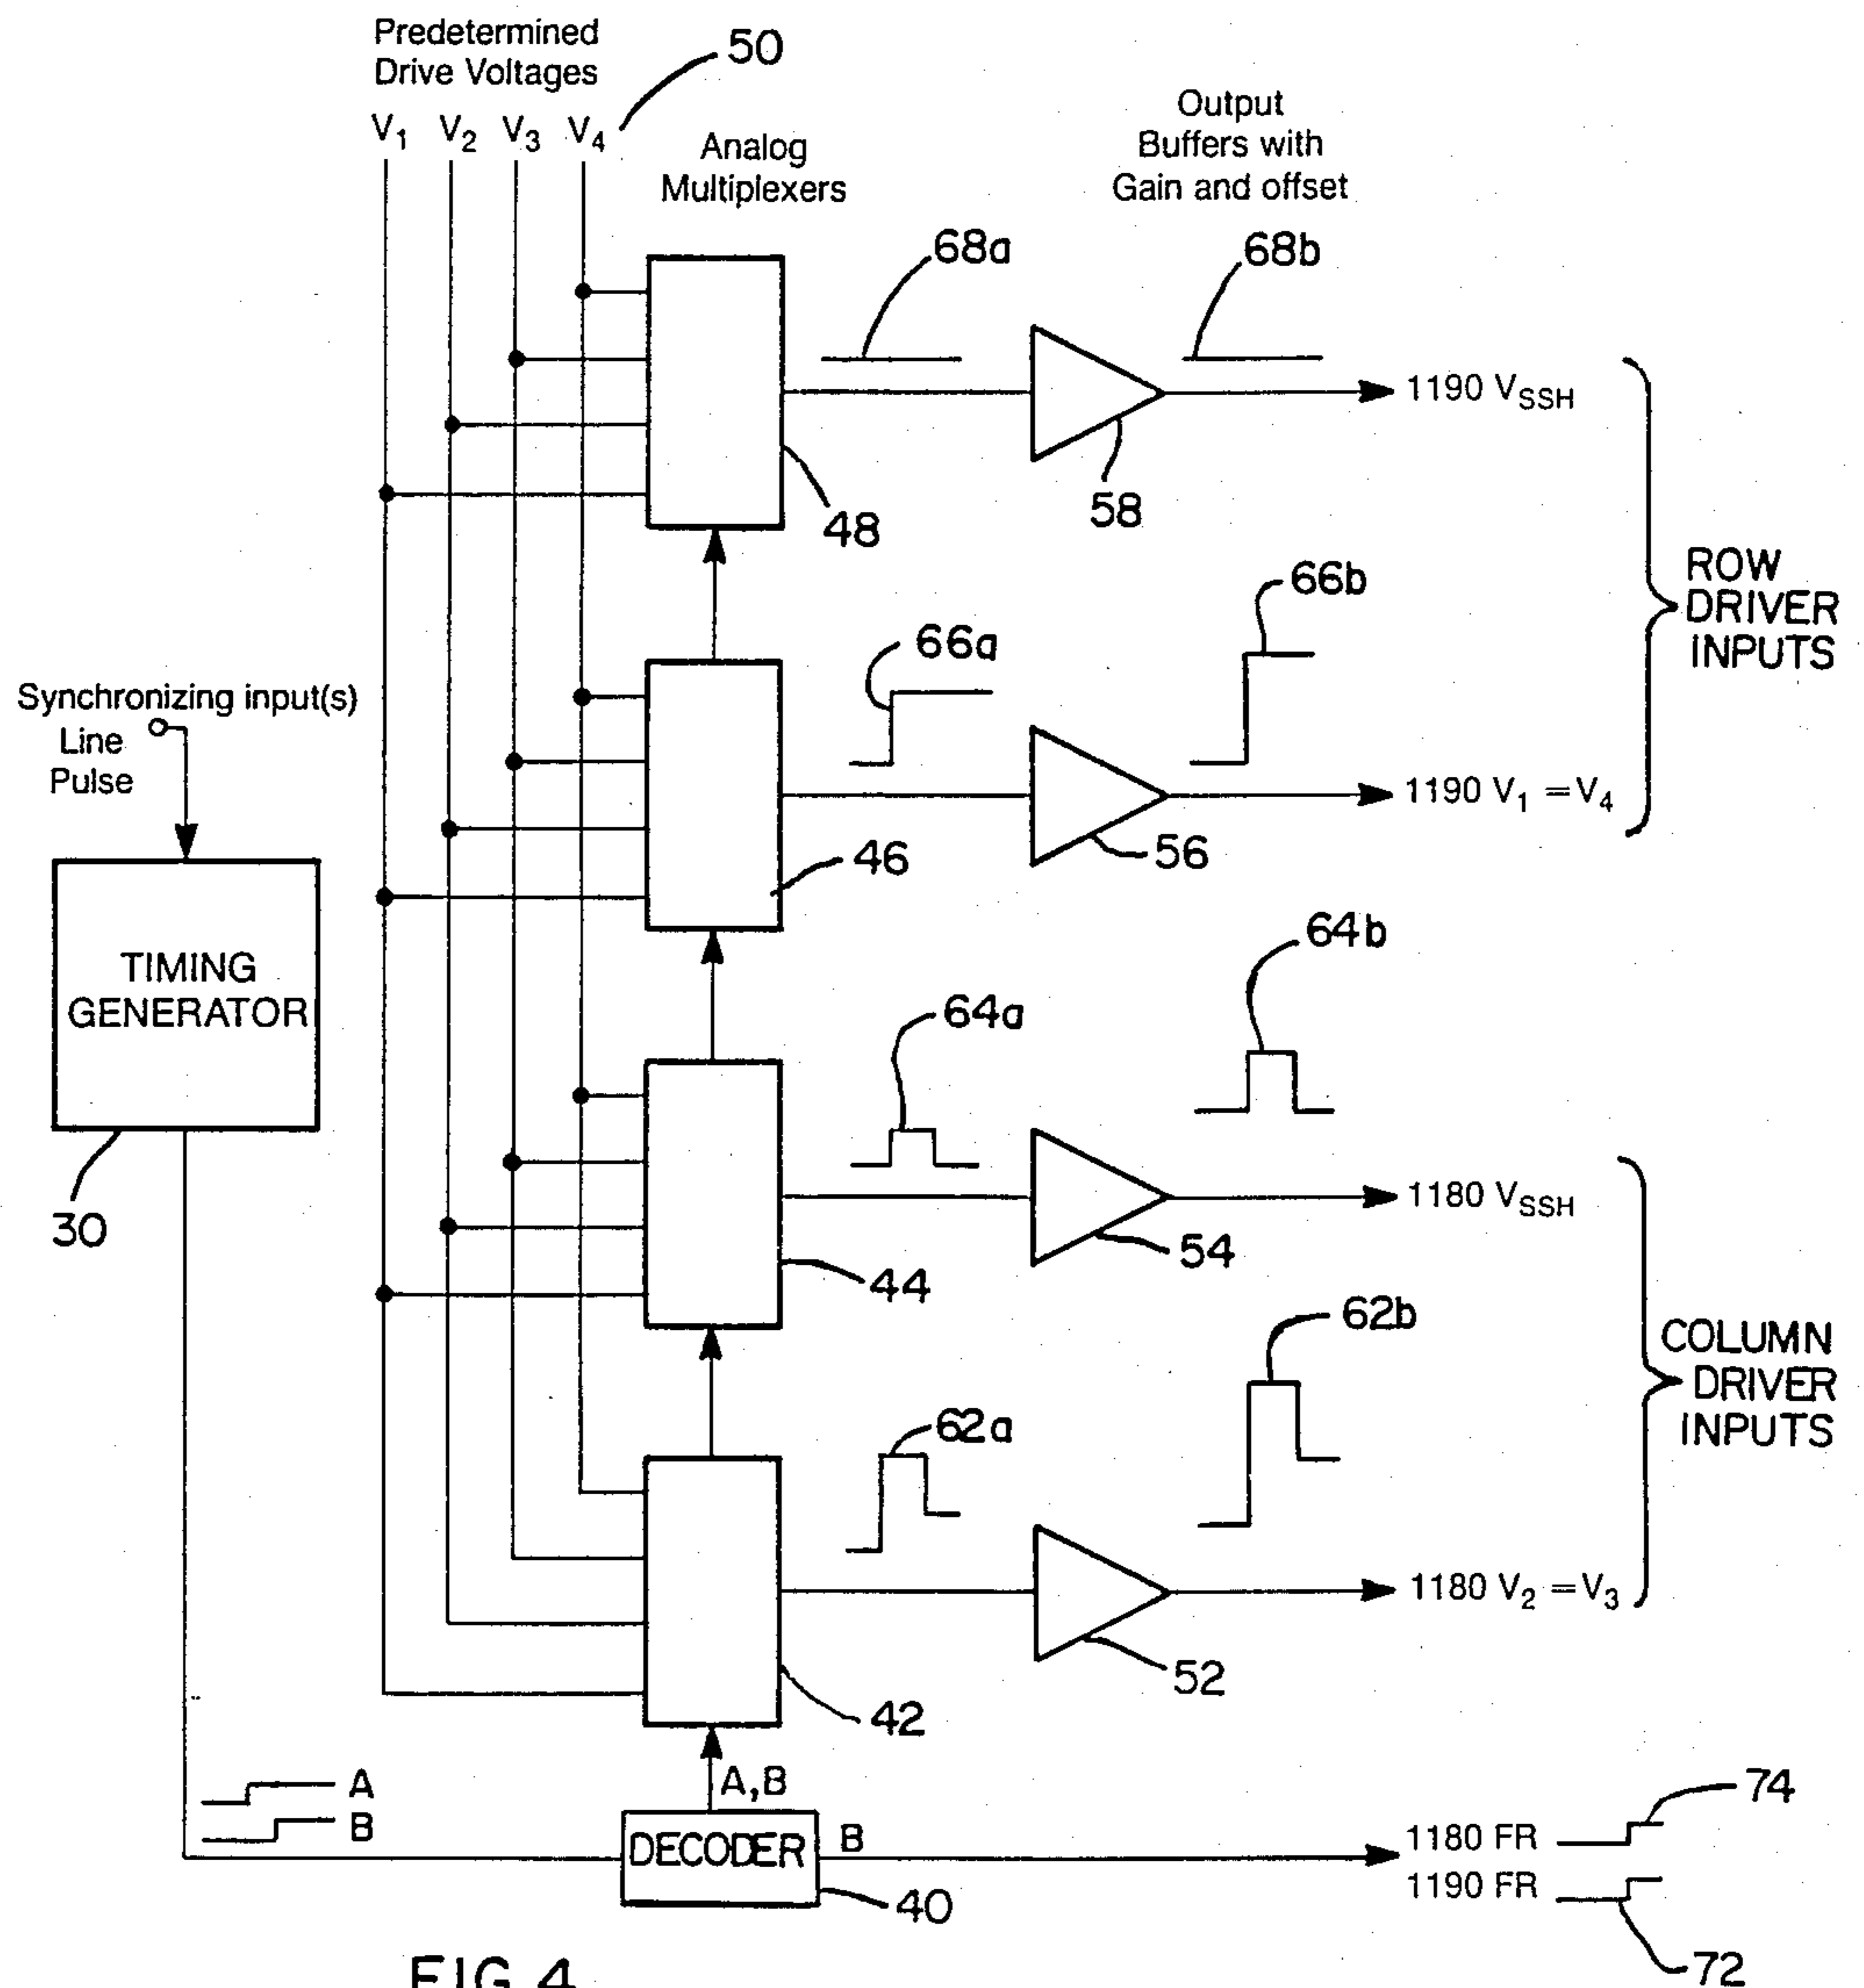 Predetermined
Drive Voltages
50
V1 V2 V3 V4
Analog
Multiplexers
Output
Buffers with
Gain and offset
68a
68b
1190 VSSH
58
48
ROW
DRIVER
INPUTS
66b
66a
Synchronizing input(s)
Line
Pulse
1190 V1 = V4
56
46
64b
TIMING
GENERATOR
64a
30
1180 VSSH
54
44
62b
COLUMN
DRIVER
INPUTS
62a
1180 V2 = V3
52
42
A
B
A,B
DECODER
B
40
1180 FR
74
1190 FR
72
FIG. 4